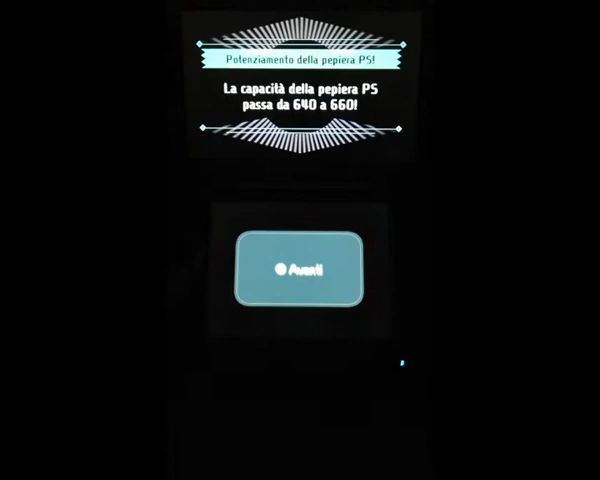 Potenziamento della pepiera PS!
La capacità della pepiera PS
passa da 640 a 660!
Avanti